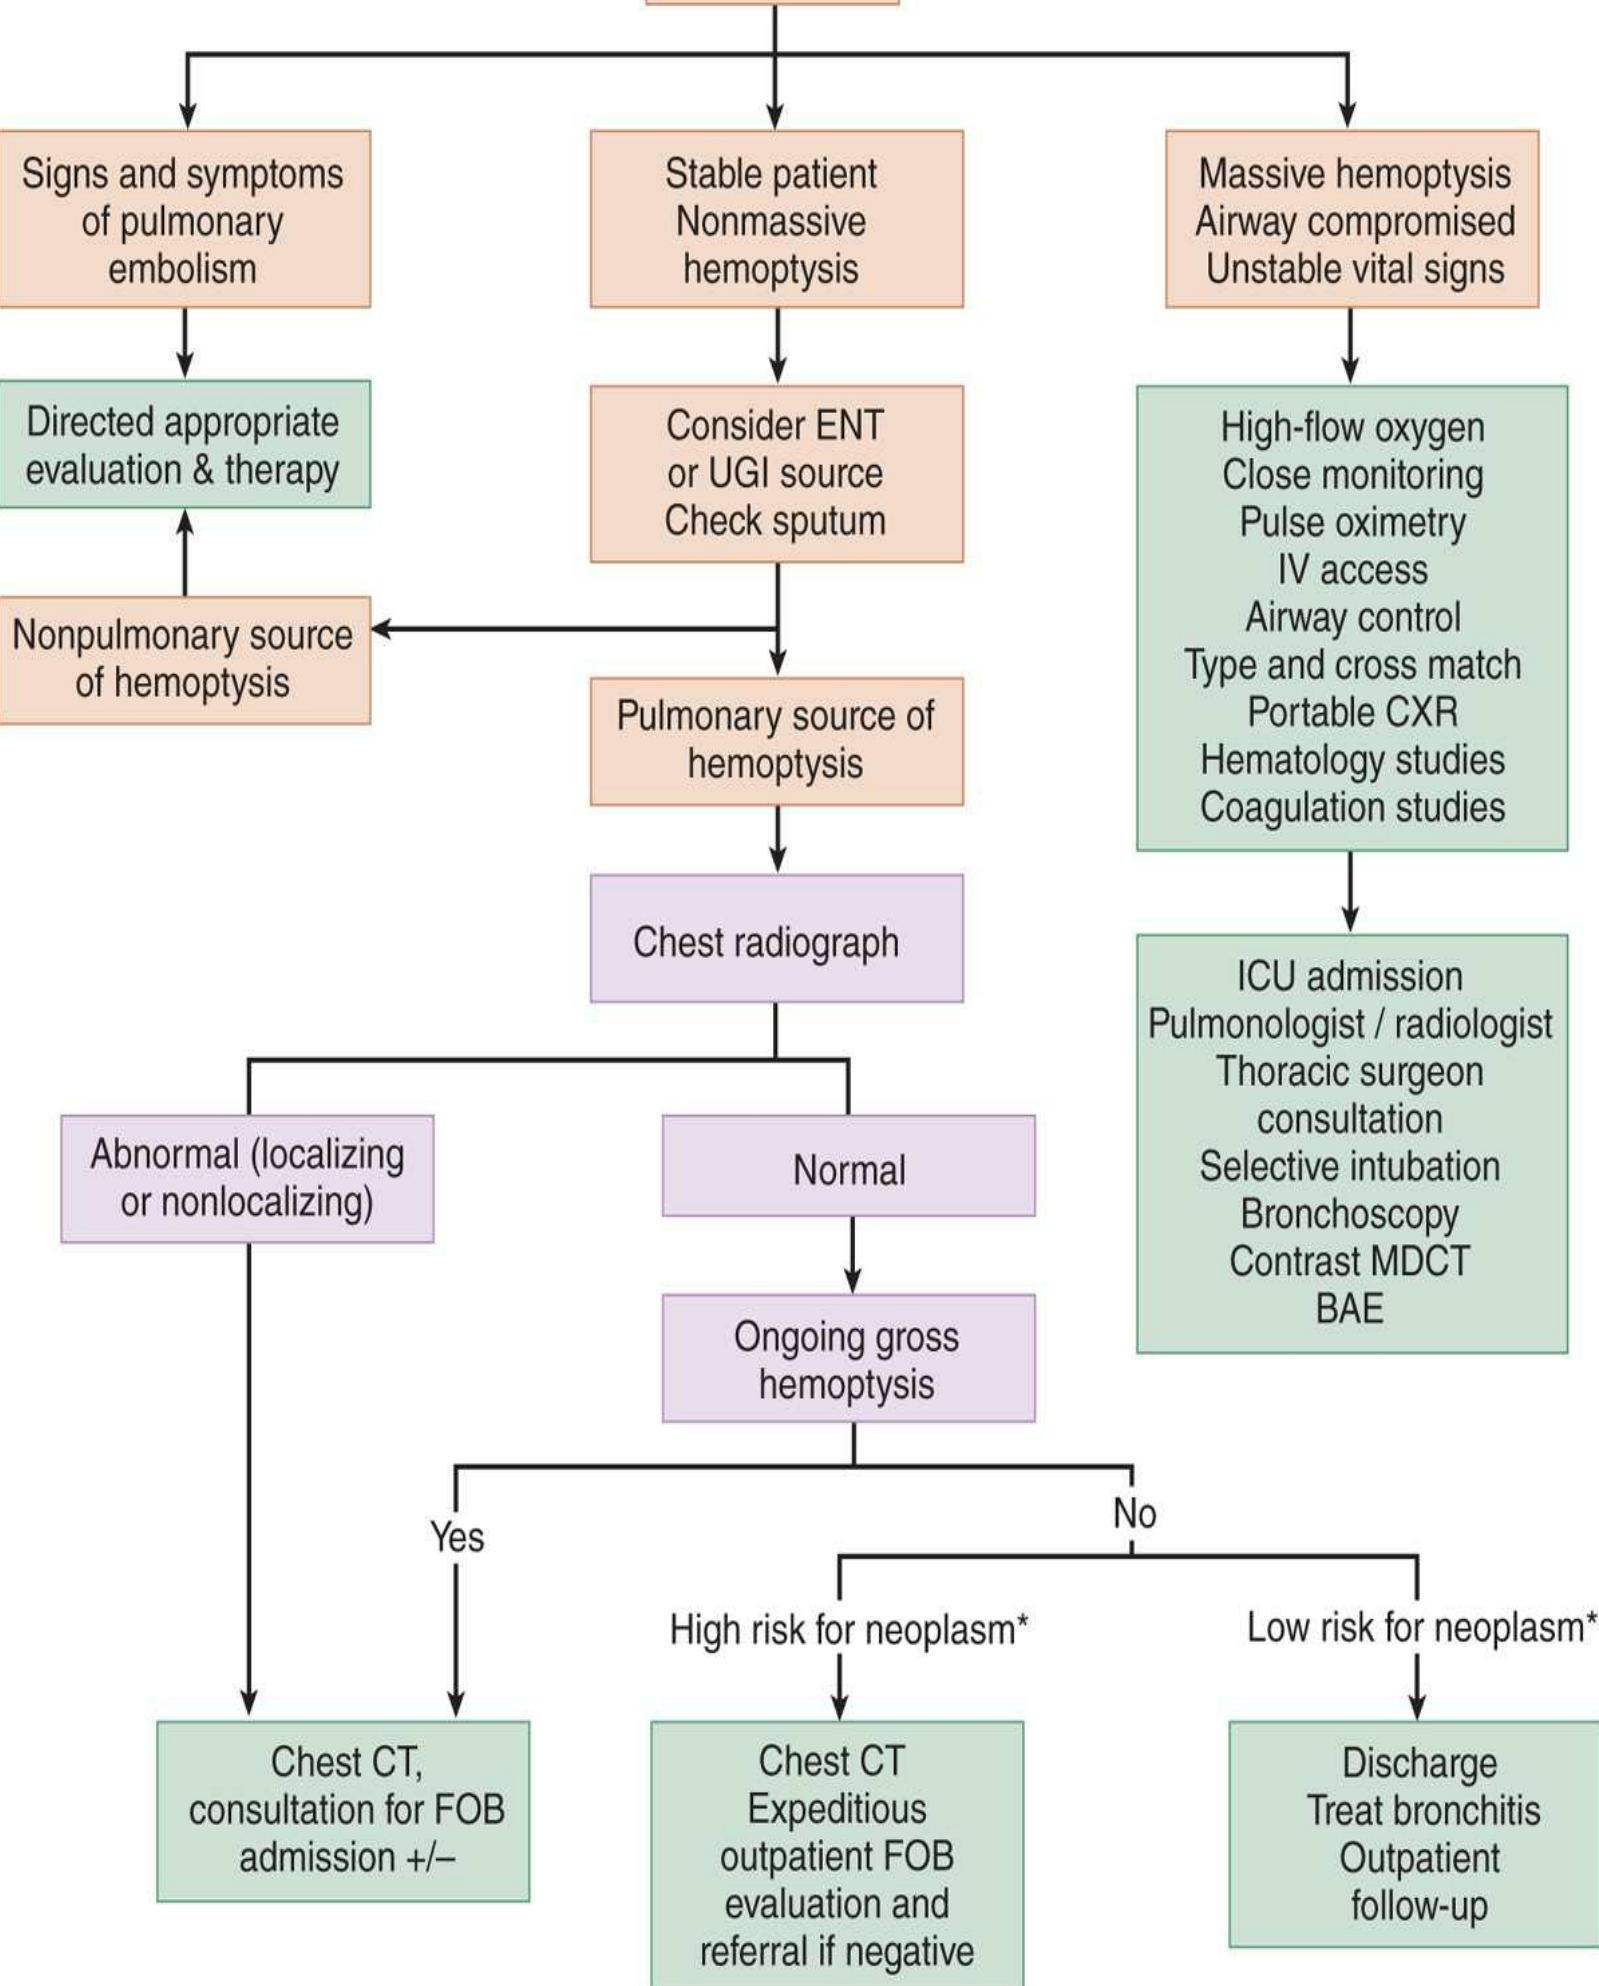 Signs and symptoms
of pulmonary
embolism
Stable patient
Nonmassive
hemoptysis
Massive hemoptysis
Airway compromised
Unstable vital signs
Directed appropriate
evaluation & therapy
Consider ENT
or UGI source
Check sputum
High-flow oxygen
Close monitoring
Pulse oximetry
IV access
Airway control
Type and cross match
Portable CXR
Hematology studies
Coagulation studies
Nonpulmonary source
of hemoptysis
Pulmonary source of
hemoptysis
Chest radiograph
ICU admission
Pulmonologist / radiologist
Thoracic surgeon
consultation
Selective intubation
Bronchoscopy
Contrast MDCT
BAE
Abnormal (localizing
or nonlocalizing)
Normal
Ongoing gross
hemoptysis
Yes
No
High risk for neoplasm*
Low risk for neoplasm*
Chest CT,
consultation for FOB
admission +/–
Chest CT
Expeditious
outpatient FOB
evaluation and
referral if negative
Discharge
Treat bronchitis
Outpatient
follow-up